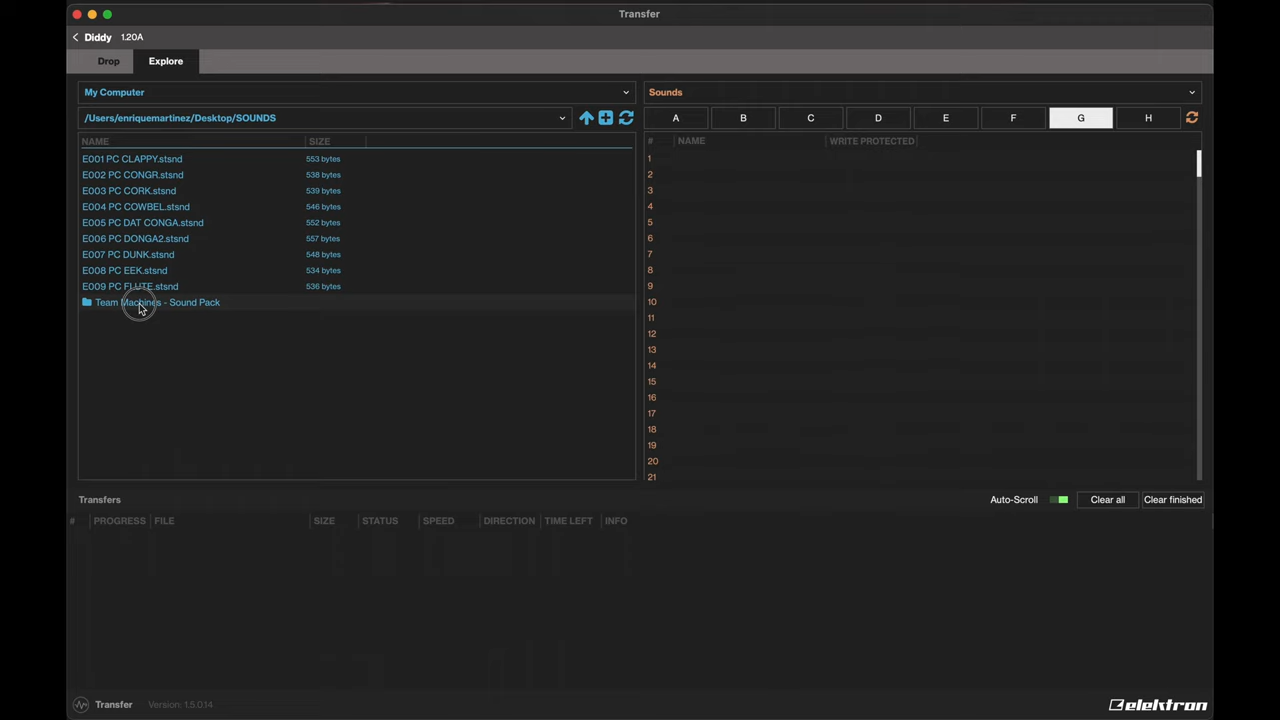 Transfer
Diddy 1.20A
Drop Explore
My Computer
/Users/enriquemartinez/Desktop/SOUNDS
NAME SIZE
E001 PC CLAPPY.stsnd 553 bytes
E002 PC CONGR.stsnd 538 bytes
E003 PC CORK.stsnd 539 bytes
E004 PC COWBEL.stsnd 546 bytes
E005 PC DAT CONGA.stsnd 552 bytes
E006 PC DONGA2.stsnd 557 bytes
E007 PC DUNK.stsnd 548 bytes
E008 PC EEK.stsnd 534 bytes
E009 PC FLUTE.stsnd 536 bytes
Team Machines - Sound Pack
Sounds
A B C D E F G H
# NAME WRITE PROTECTED
1
2
3
4
5
6
7
8
9
10
11
12
13
14
15
16
17
18
19
20
21
Transfers Auto-Scroll Clear all Clear finished
# PROGRESS FILE SIZE STATUS SPEED DIRECTION TIME LEFT INFO
Transfer Version: 1.5.0.14 elektron